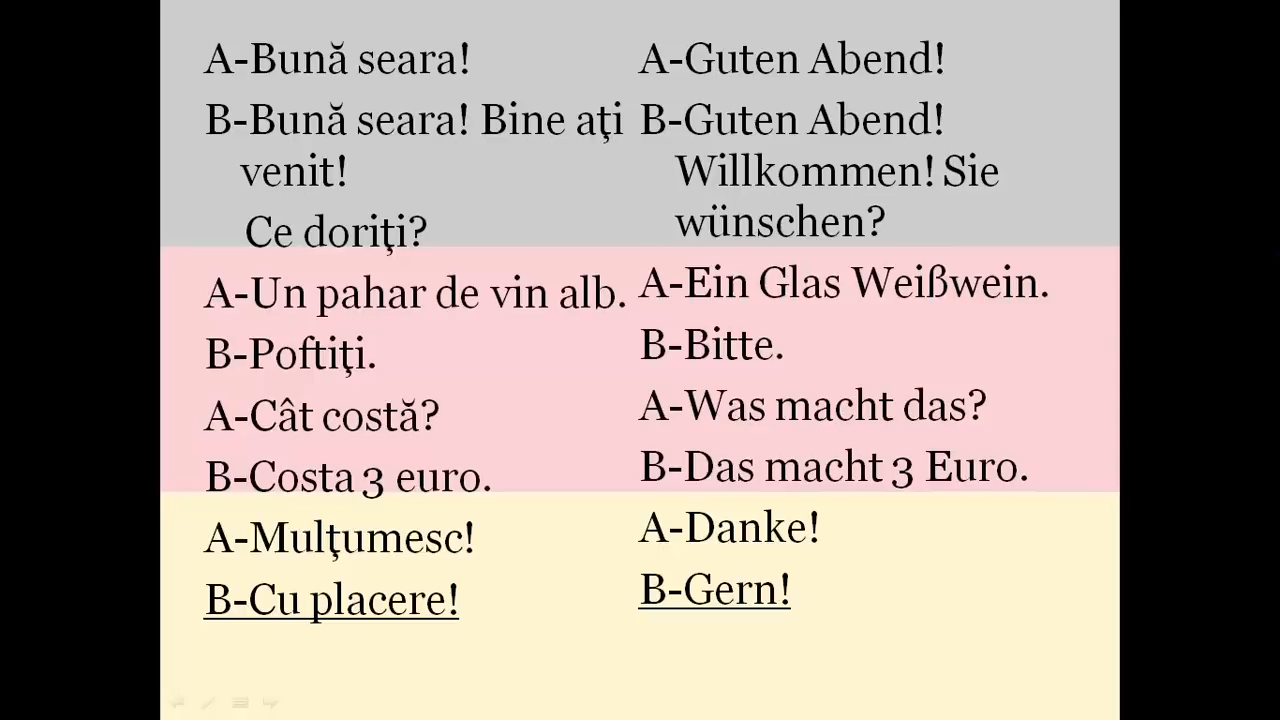 A-Bună seara!
B-Bună seara! Bine aţi
venit!
Ce doriţi?
A-Un pahar de vin alb.
B-Poftiţi.
A-Cât costă?
B-Costa 3 euro.
A-Mulţumesc!
B-Cu placere!
A-Guten Abend!
B-Guten Abend!
Willkommen! Sie
wünschen?
A-Ein Glas Weißwein.
B-Bitte.
A-Was macht das?
B-Das macht 3 Euro.
A-Danke!
B-Gern!